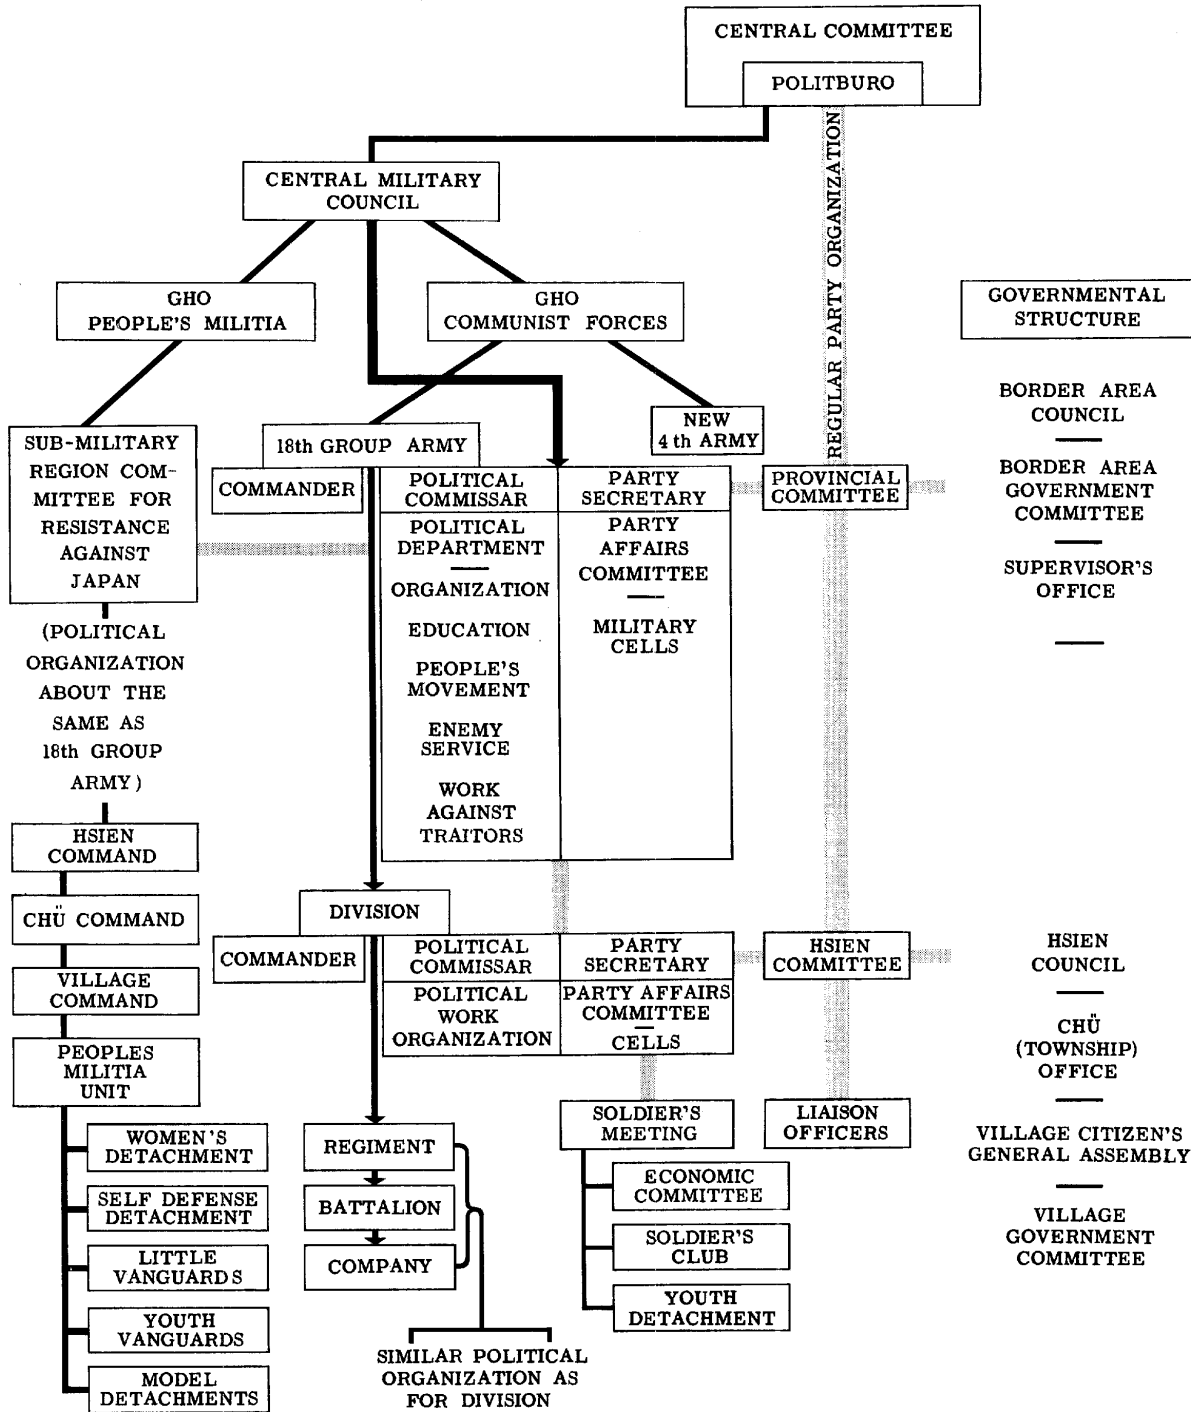 CENTRAL COMMITTEE
POLITBURO
REGULAR PARTY ORGANIZATION
CENTRAL MILITARY
COUNCIL
GHO
PEOPLE'S MILITIA
GHO
COMMUNIST FORCES
GOVERNMENTAL
STRUCTURE
SUB-MILITARY
REGION COM-
MITTEE FOR
RESISTANCE
AGAINST
JAPAN
(POLITICAL
ORGANIZATION
ABOUT THE
SAME AS
18th GROUP
ARMY)
HSIEN
COMMAND
CHÜ COMMAND
VILLAGE
COMMAND
PEOPLES
MILITIA
UNIT
WOMEN'S
DETACHMENT
SELF DEFENSE
DETACHMENT
LITTLE
VANGUARDS
YOUTH
VANGUARDS
MODEL
DETACHMENTS
18th GROUP ARMY
NEW
4th ARMY
COMMANDER
POLITICAL
COMMISSAR
PARTY
SECRETARY
POLITICAL
DEPARTMENT
ORGANIZATION
EDUCATION
PEOPLE'S
MOVEMENT
ENEMY
SERVICE
WORK
AGAINST
TRAITORS
PARTY
AFFAIRS
COMMITTEE
MILITARY
CELLS
DIVISION
COMMANDER
POLITICAL
COMMISSAR
PARTY
SECRETARY
POLITICAL
WORK
ORGANIZATION
PARTY AFFAIRS
COMMITTEE
CELLS
REGIMENT
BATTALION
COMPANY
SIMILAR POLITICAL
ORGANIZATION AS
FOR DIVISION
SOLDIER'S
MEETING
ECONOMIC
COMMITTEE
SOLDIER'S
CLUB
YOUTH
DETACHMENT
PROVINCIAL
COMMITTEE
HSIEN
COMMITTEE
LIAISON
OFFICERS
BORDER AREA
COUNCIL
BORDER AREA
GOVERNMENT
COMMITTEE
SUPERVISOR'S
OFFICE
HSIEN
COUNCIL
CHÜ
(TOWNSHIP)
OFFICE
VILLAGE CITIZEN'S
GENERAL ASSEMBLY
VILLAGE
GOVERNMENT
COMMITTEE